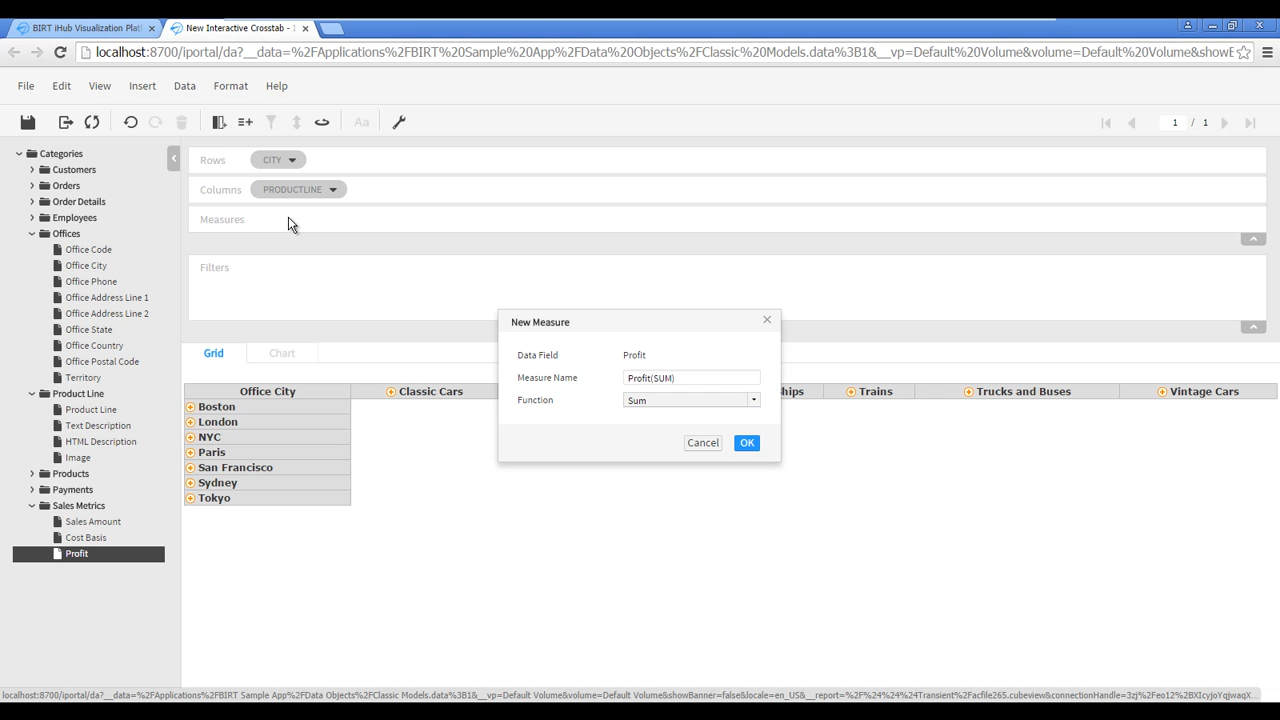 BIRT iHub Visualization Plat
New Interactive Crosstab -
localhost:8700/iportal/da?__data=%2FApplications%2FBIRT%20Sample%20App%2FData%20Objects%2FClassic%20Models.data%3B1&__vp=Default%20Volume&volume=Default%20Volume&showE
File Edit View Insert Data Format Help
Aa
1 / 1
Categories
Customers
Orders
Order Details
Employees
Offices
Office Code
Office City
Office Phone
Office Address Line 1
Office Address Line 2
Office State
Office Country
Office Postal Code
Territory
Product Line
Product Line
Text Description
HTML Description
Image
Products
Payments
Sales Metrics
Sales Amount
Cost Basis
Profit
Rows CITY
Columns PRODUCTLINE
Measures
Filters
Grid Chart
Office City Classic Cars hips Trains Trucks and Buses Vintage Cars
Boston
London
NYC
Paris
San Francisco
Sydney
Tokyo
New Measure
Data Field Profit
Measure Name Profit(SUM)
Function Sum
Cancel OK